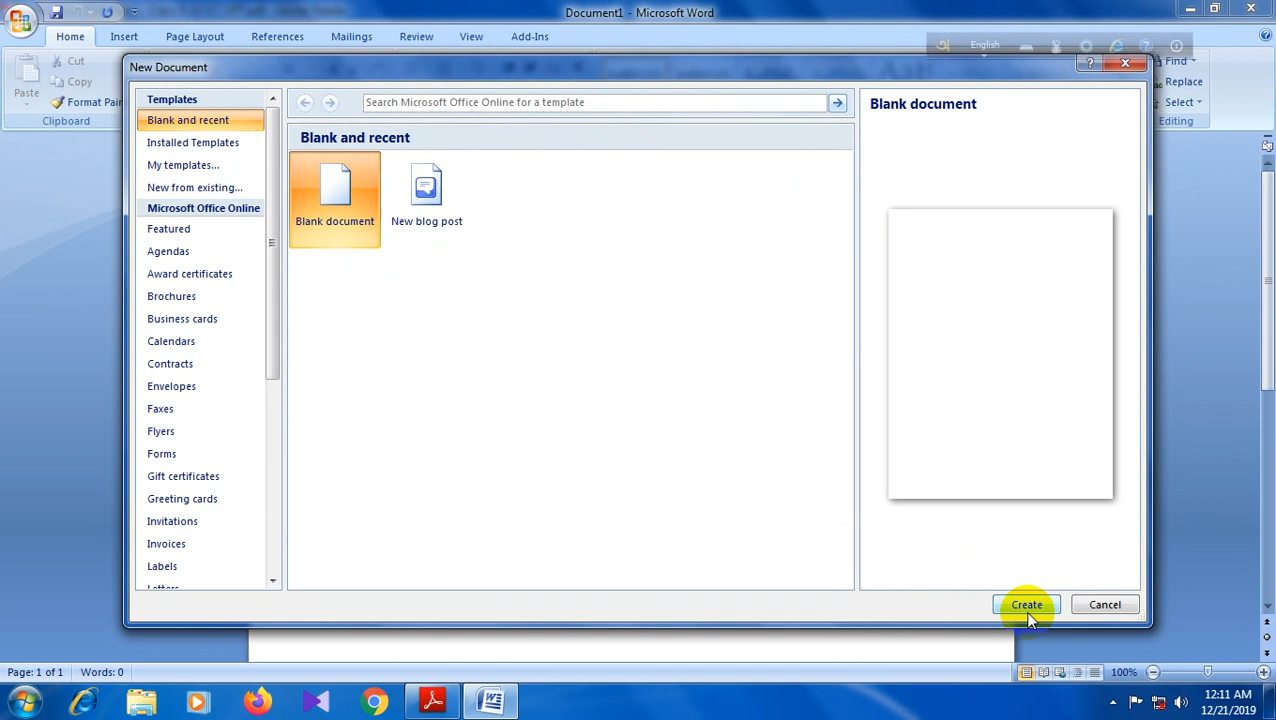 Document1 - Microsoft Word
Home Insert Page Layout References Mailings Review View Add-Ins
Paste
Cut
Copy
Format Pai
Clipboard
English
Find
Replace
Select
Editing
New Document
Templates
Blank and recent
Installed Templates
My templates...
New from existing...
Microsoft Office Online
Featured
Agendas
Award certificates
Brochures
Business cards
Calendars
Contracts
Envelopes
Faxes
Flyers
Forms
Gift certificates
Greeting cards
Invitations
Invoices
Labels
Search Microsoft Office Online for a template
Blank and recent
Blank document
New blog post
Blank document
Create
Cancel
Page: 1 of 1 Words: 0
100%
12:11 AM
12/21/2019